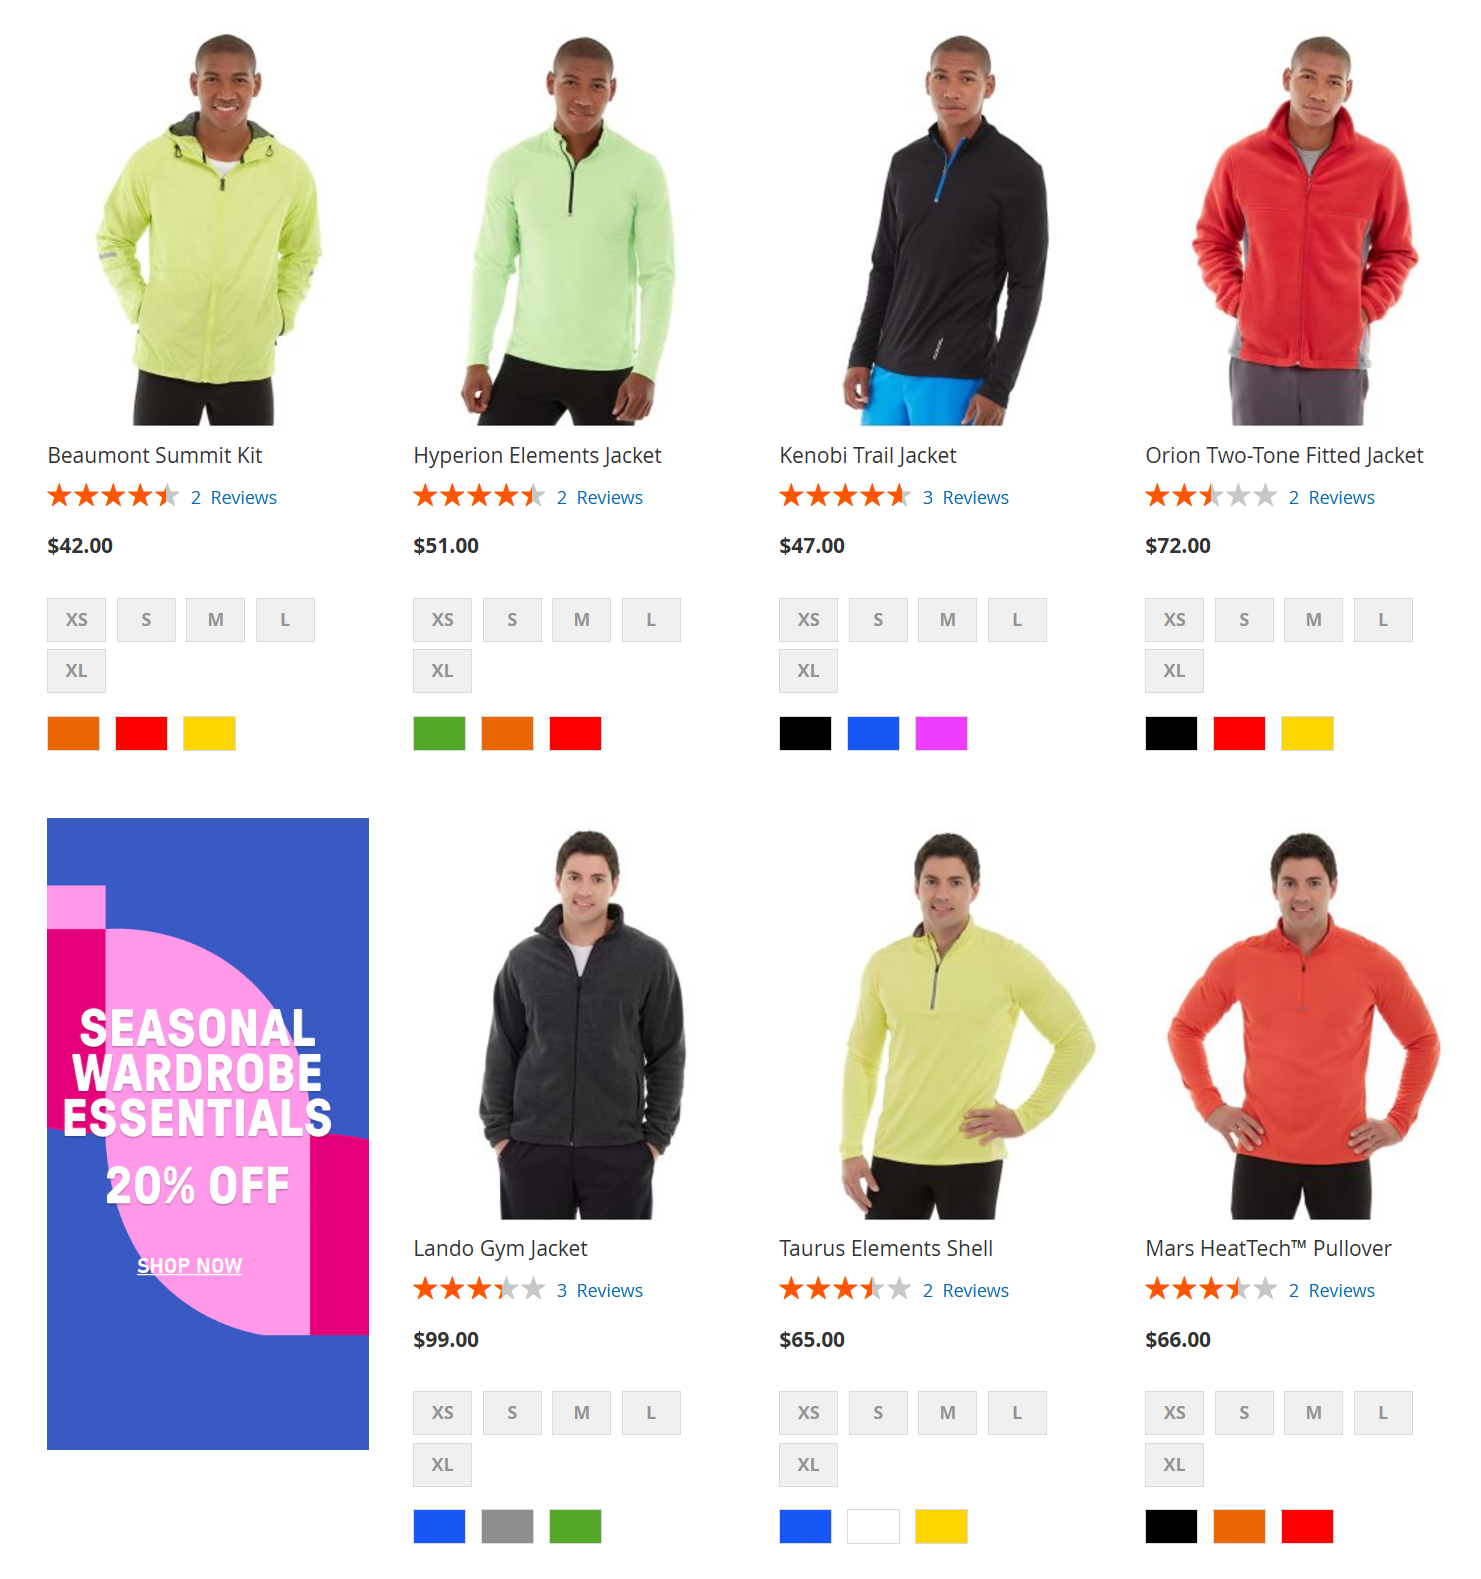 Beaumont Summit Kit
2 Reviews
$42.00
XS S M L
XL
Hyperion Elements Jacket
2 Reviews
$51.00
XS S M L
XL
Kenobi Trail Jacket
3 Reviews
$47.00
XS S M L
XL
Orion Two-Tone Fitted Jacket
2 Reviews
$72.00
XS S M L
XL
SEASONAL
WARDROBE
ESSENTIALS
20% OFF
SHOP NOW
Lando Gym Jacket
3 Reviews
$99.00
XS S M L
XL
Taurus Elements Shell
2 Reviews
$65.00
XS S M L
XL
Mars HeatTech™ Pullover
2 Reviews
$66.00
XS S M L
XL